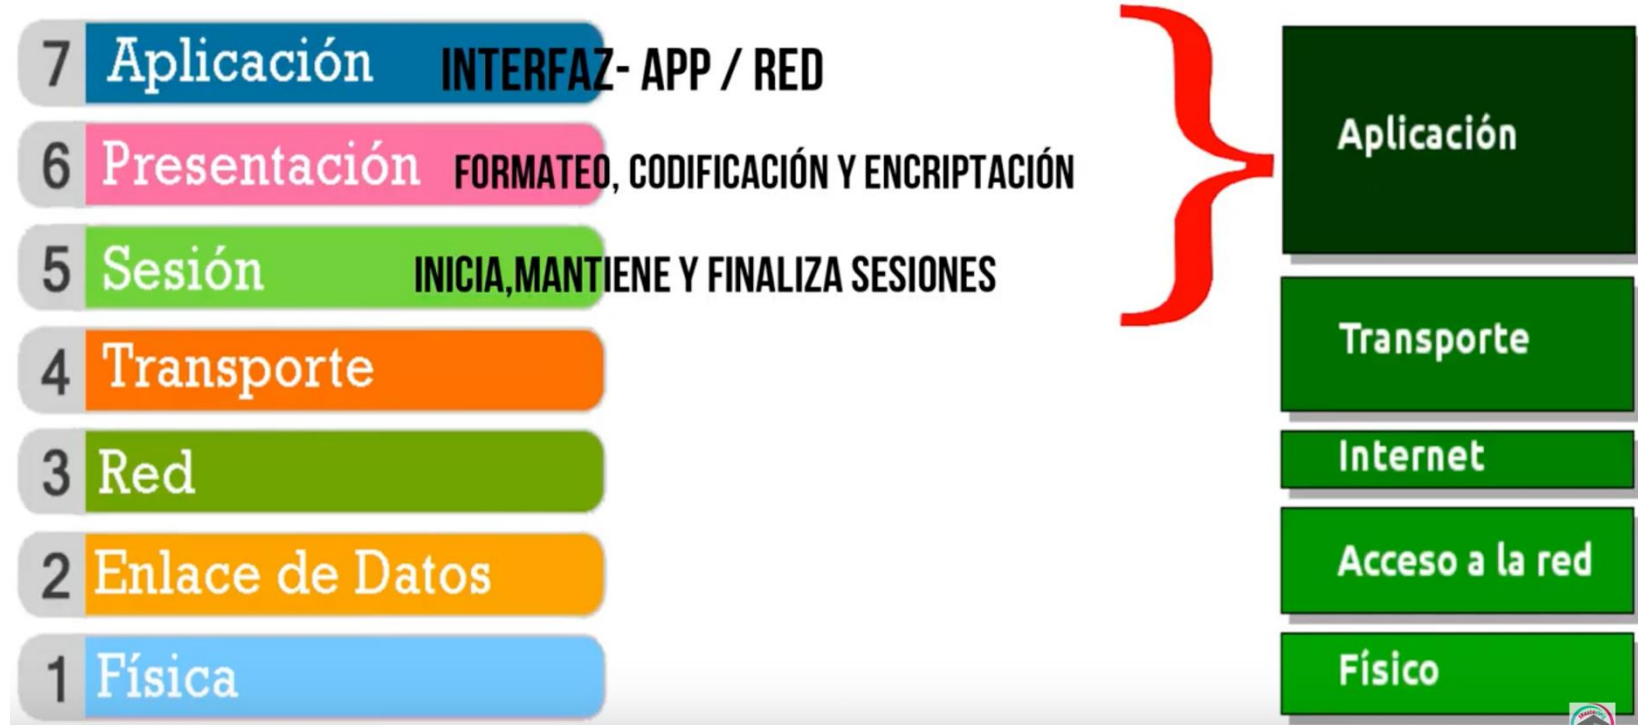 7 Aplicación INTERFAZ- APP / RED
6 Presentación FORMATEO, CODIFICACIÓN Y ENCRIPTACIÓN
5 Sesión INICIA,MANTIENE Y FINALIZA SESIONES
4 Transporte
3 Red
2 Enlace de Datos
1 Física
Aplicación
Transporte
Internet
Acceso a la red
Físico